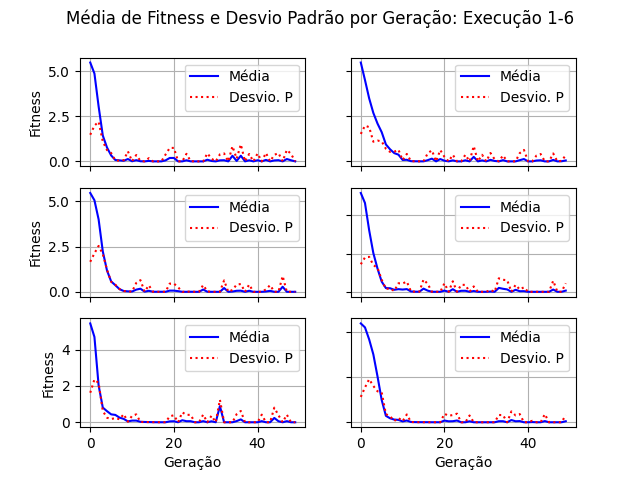 Média de Fitness e Desvio Padrão por Geração: Execução 1-6
5.0
2.5
0.0
Fitness
Média
Desvio. P
Média
Desvio. P
5.0
2.5
0.0
Fitness
Média
Desvio. P
Média
Desvio. P
4
2
0
Fitness
Média
Desvio. P
Média
Desvio. P
0 20 40
0 20 40
Geração
Geração